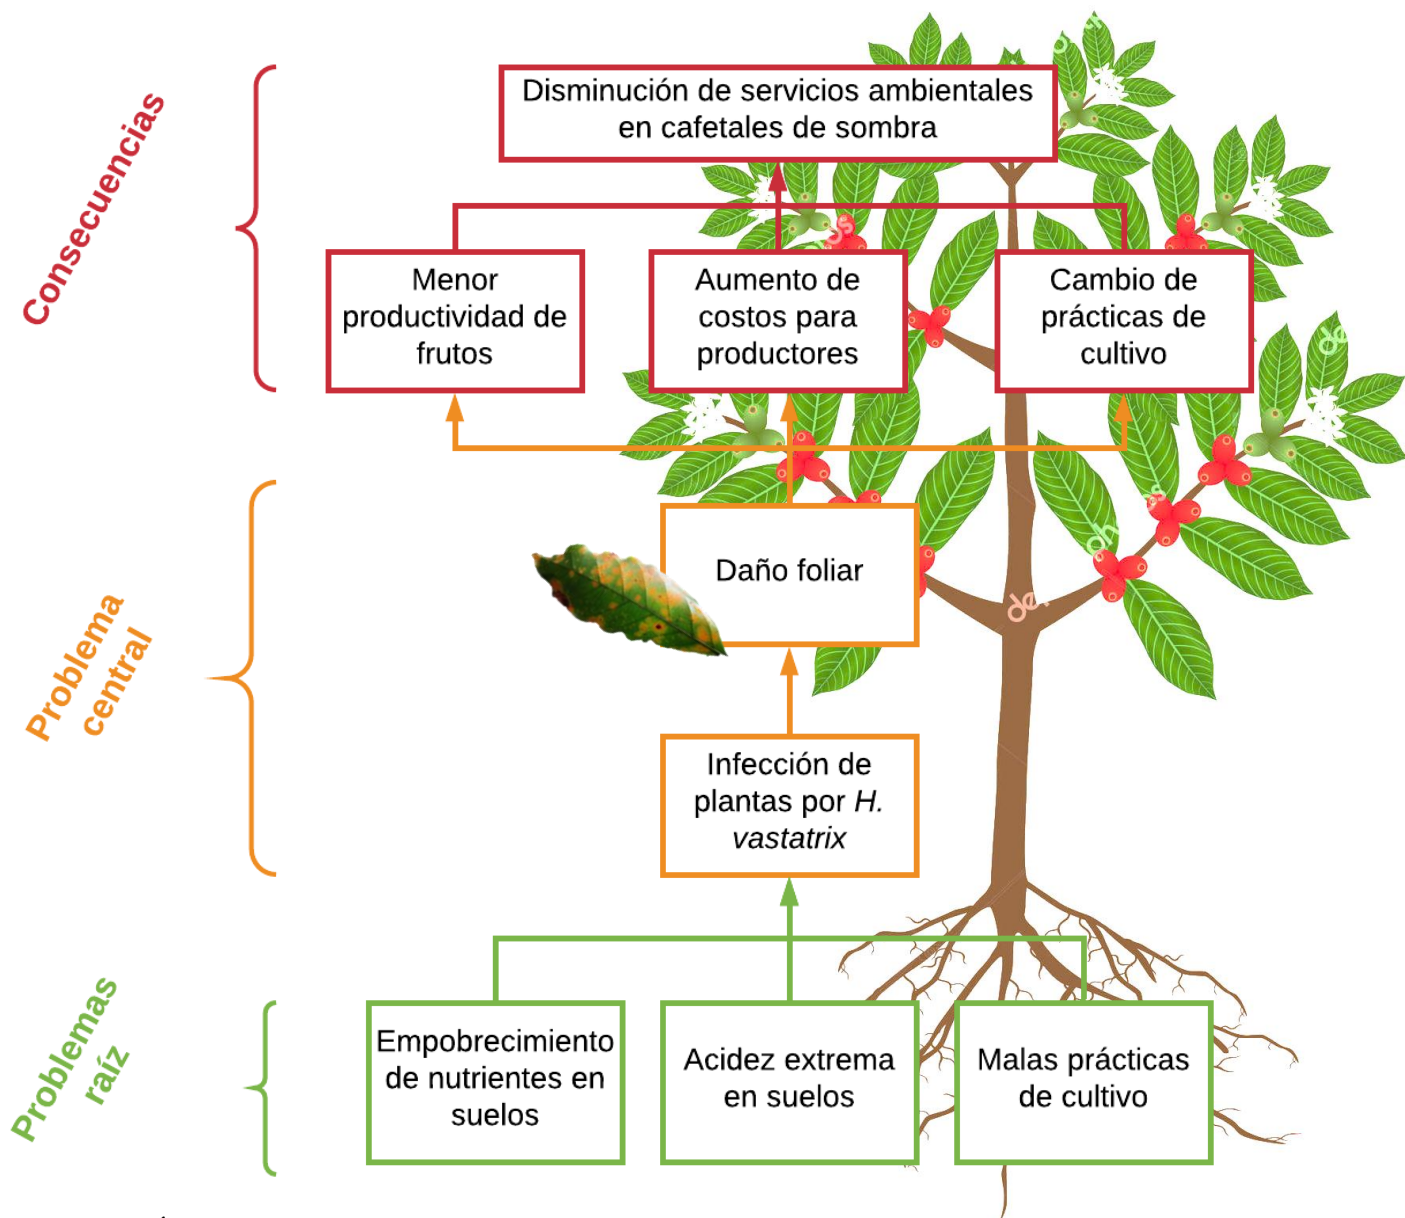 Consecuencias
Disminución de servicios ambientales
en cafetales de sombra
Menor
productividad de
frutos
Aumento de
costos para
productores
Cambio de
prácticas de
cultivo
Problema
central
Daño foliar
Infección de
plantas por H.
vastatrix
Problemas
raíz
Empobrecimiento
de nutrientes en
suelos
Acidez extrema
en suelos
Malas prácticas
de cultivo